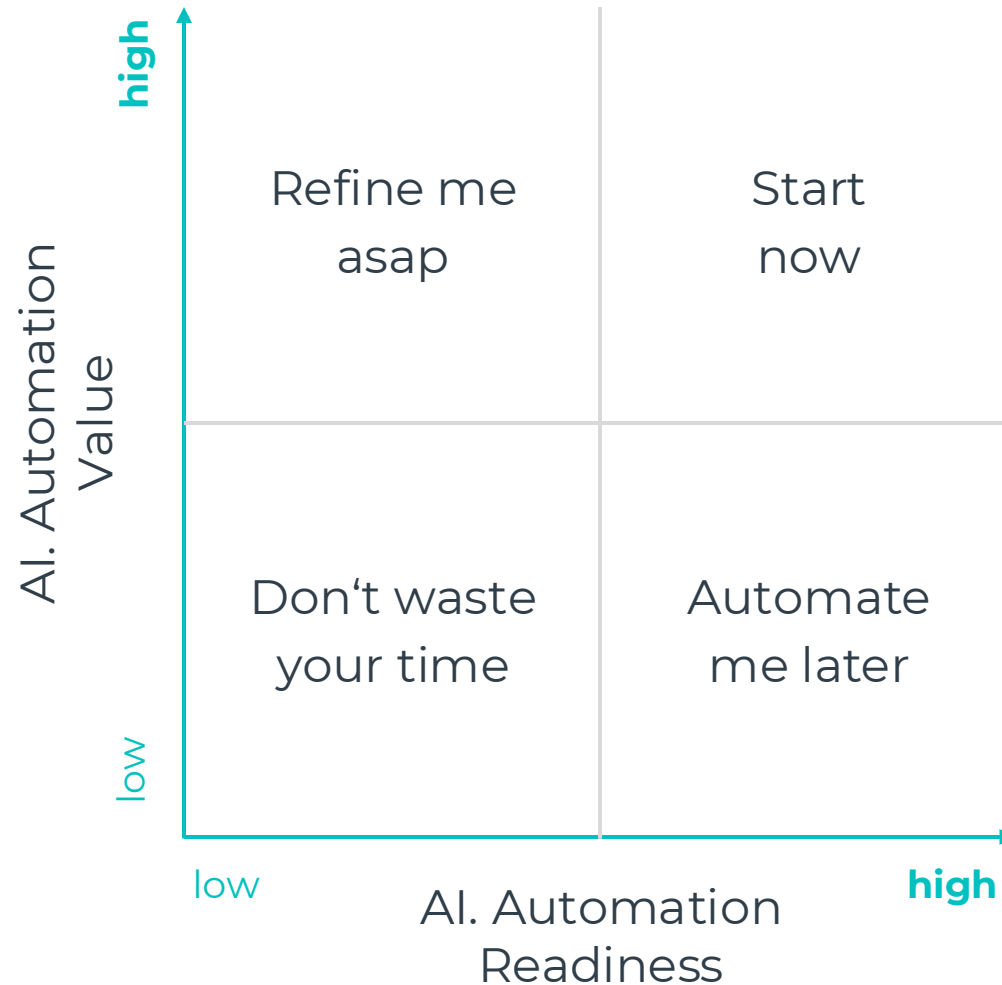 high
Refine me
asap
Start
now
AI. Automation
Value
Don‘t waste
your time
Automate
me later
low
low
high
AI. Automation
Readiness